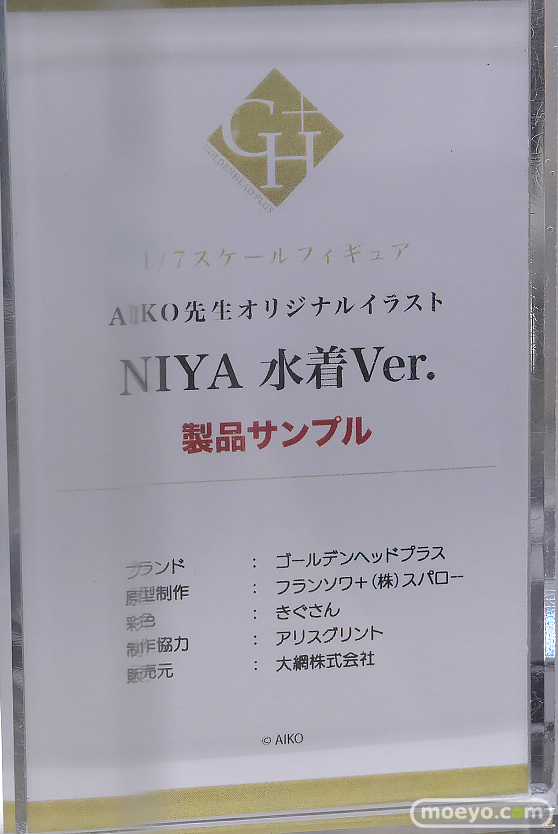 G+H
GOLDENHEAD PLUS
1/7スケールフィギュア
AIKO先生オリジナルイラスト
NIYA 水着Ver.
製品サンプル
ブランド : ゴールデンヘッドプラス
原型制作 : フランソワ+(株)スパロー
彩色 : きぐさん
制作協力 : アリスグリント
販売元 : 大網株式会社
© AIKO
moeyo.com